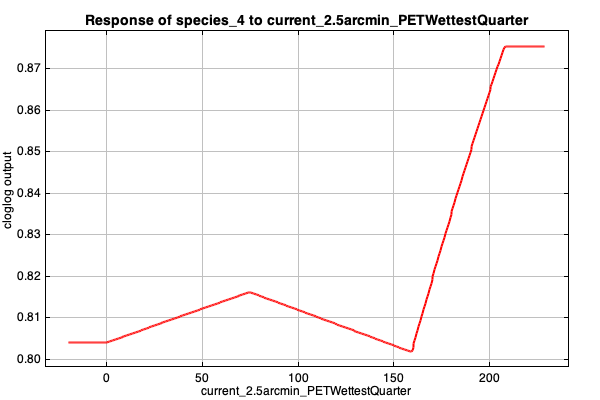 Response of species_4 to current_2.5arcmin_PETWettestQuarter
0.87
0.86
0.85
0.84
0.83
0.82
0.81
0.80
cloglog output
0 50 100 150 200
current_2.5arcmin_PETWettestQuarter